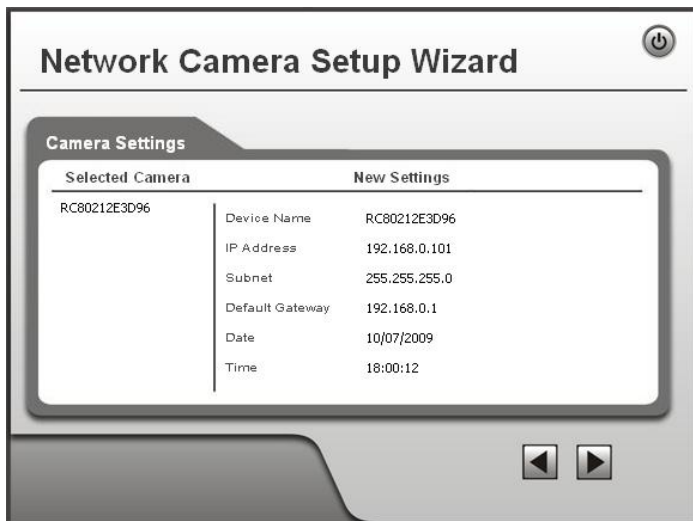 Network Camera Setup Wizard
Camera Settings
Selected Camera New Settings
RC80212E3D96
Device Name RC80212E3D96
IP Address 192.168.0.101
Subnet 255.255.255.0
Default Gateway 192.168.0.1
Date 10/07/2009
Time 18:00:12